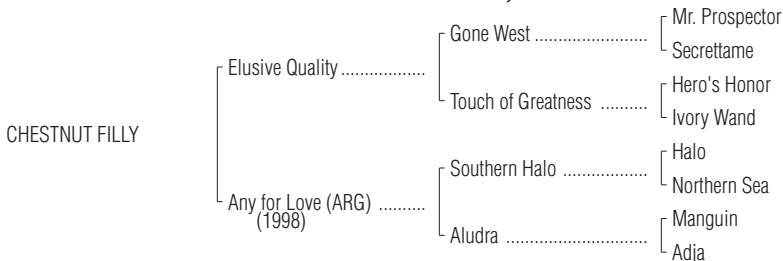 Mr. Prospector
Gone West ......................
Secrettame
Elusive Quality ..................
Hero's Honor
Touch of Greatness ..........
Ivory Wand
CHESTNUT FILLY
Halo
Southern Halo .................
Northern Sea
Any for Love (ARG) ..........
(1998)
Manguin
Aludra .............................
Adja